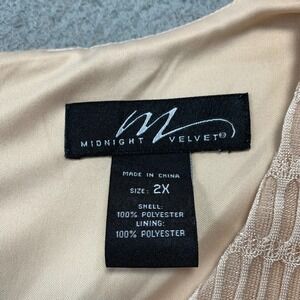 M
MIDNIGHT VELVET®
MADE IN CHINA
SIZE: 2X
SHELL:
100% POLYESTER
LINING:
100% POLYESTER